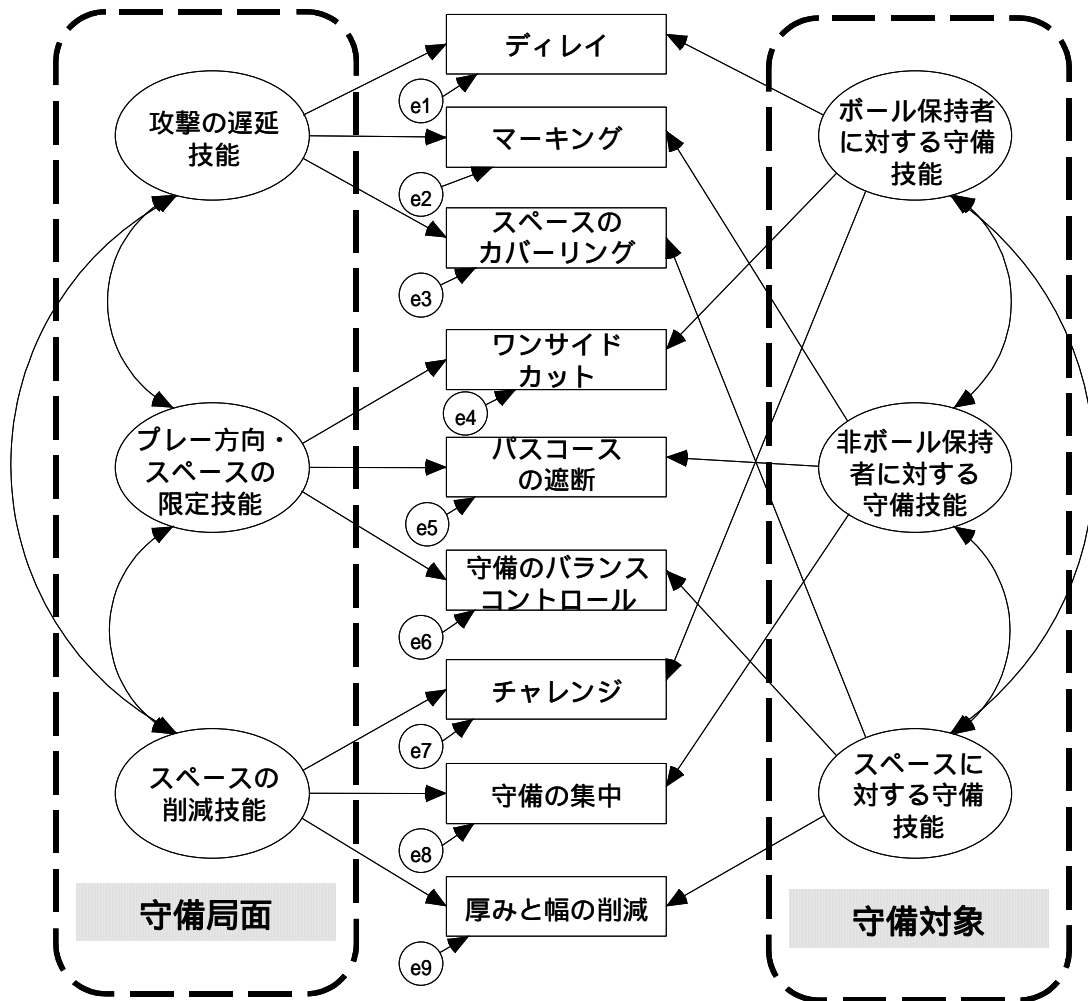 攻撃の遅延
技能
プレー方向・
スペースの
限定技能
スペースの
削減技能
守備局面
ディレイ
e1
マーキング
e2
スペースの
カバーリング
e3
ワンサイド
カット
e4
パスコース
の遮断
e5
守備のバランス
コントロール
e6
チャレンジ
e7
守備の集中
e8
厚みと幅の削減
e9
ボール保持者
に対する守備
技能
非ボール保持
者に対する
守備技能
スペースに
対する守備
技能
守備対象